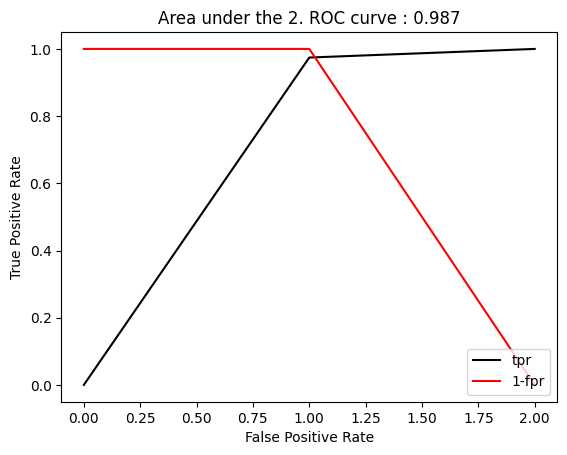 Area under the 2. ROC curve : 0.987
True Positive Rate
1.0
0.8
0.6
0.4
0.2
0.0
0.00 0.25 0.50 0.75 1.00 1.25 1.50 1.75 2.00
False Positive Rate
tpr
1-fpr